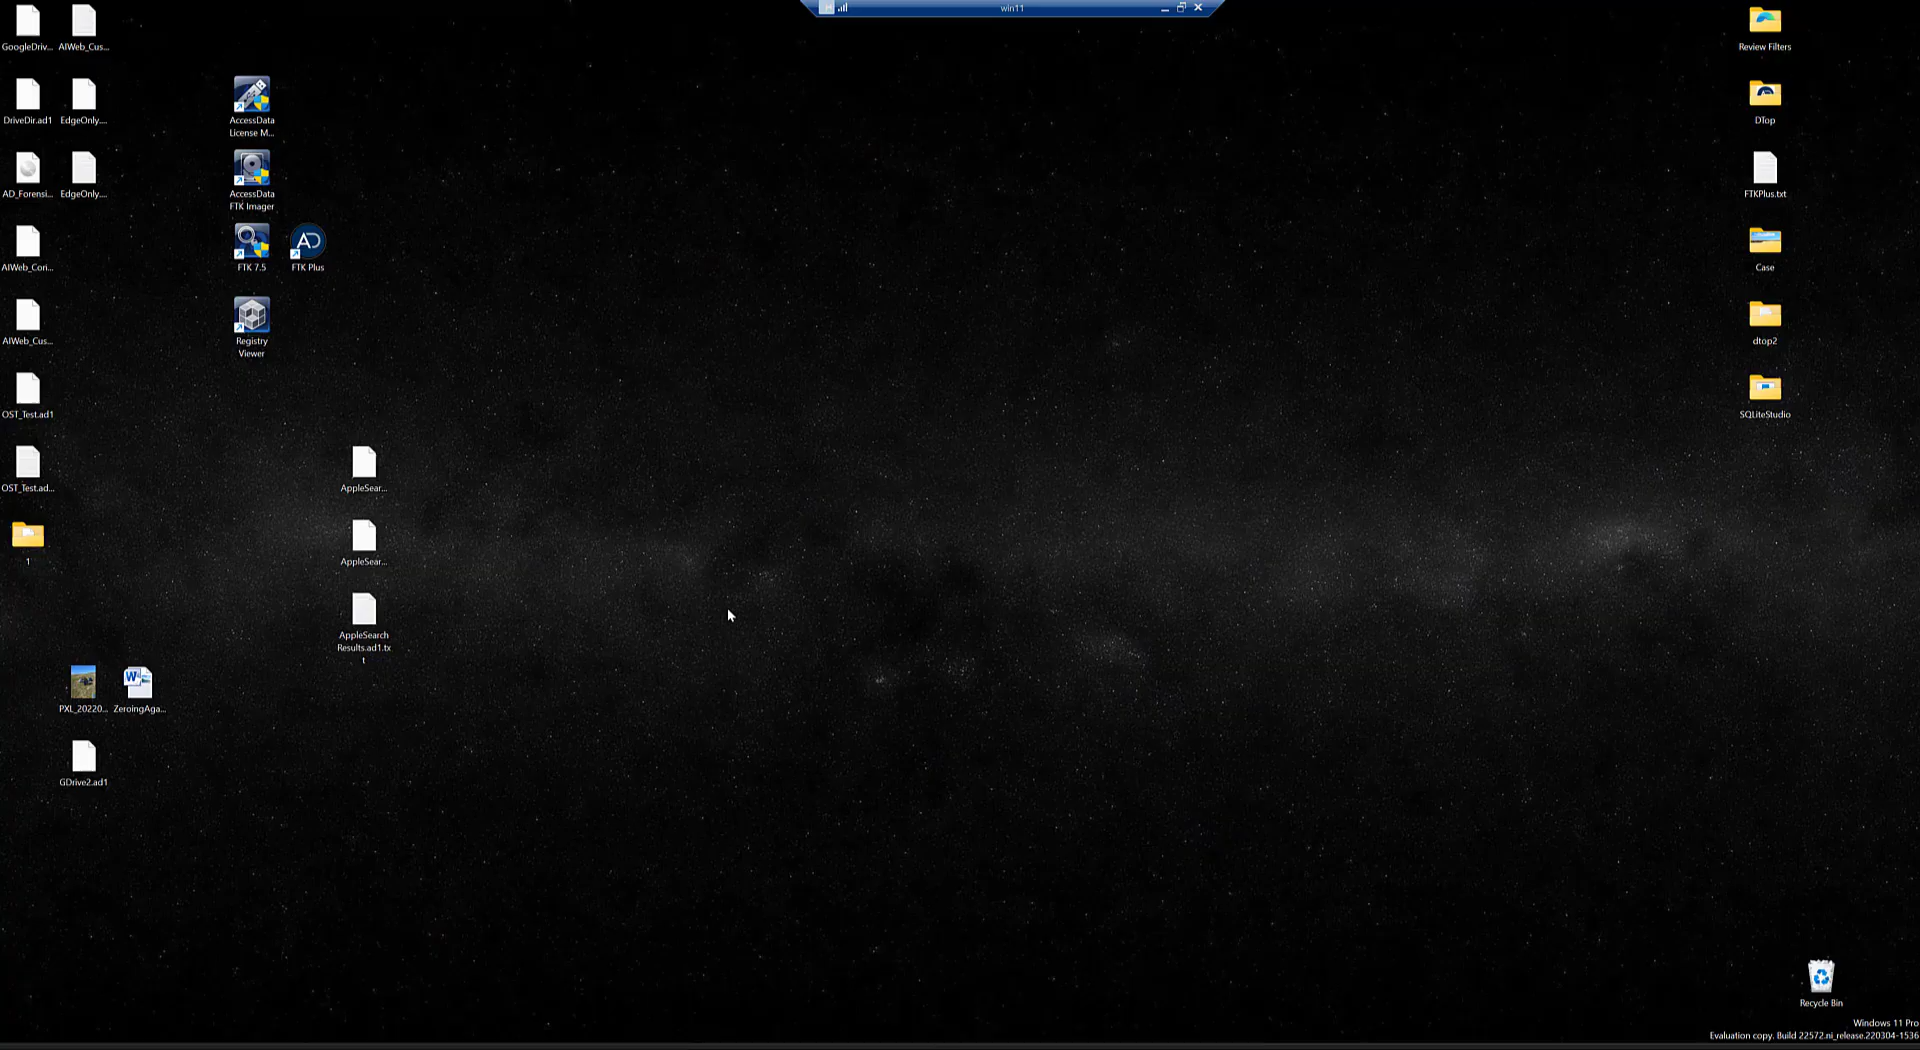 win11
GoogleDriv...
AIWeb_Cus...
DriveDir.ad1
EdgeOnly....
AD_Forensi...
EdgeOnly....
AIWeb_Con...
AIWeb_Cus...
OST_Test.ad1
OST_Test.ad...
1
PXL_20220...
ZeroingAga...
GDrive2.ad1
AccessData
License M...
AccessData
FTK Imager
FTK 7.5
AD
FTK Plus
Registry
Viewer
AppleSear...
AppleSear...
AppleSearch
Results.ad1.tx
t
Review Filters
DTop
FTKPlus.txt
Case
dtop2
SQLiteStudio
Recycle Bin
Windows 11 Pro
Evaluation copy. Build 22572.ni_release.220304-1536